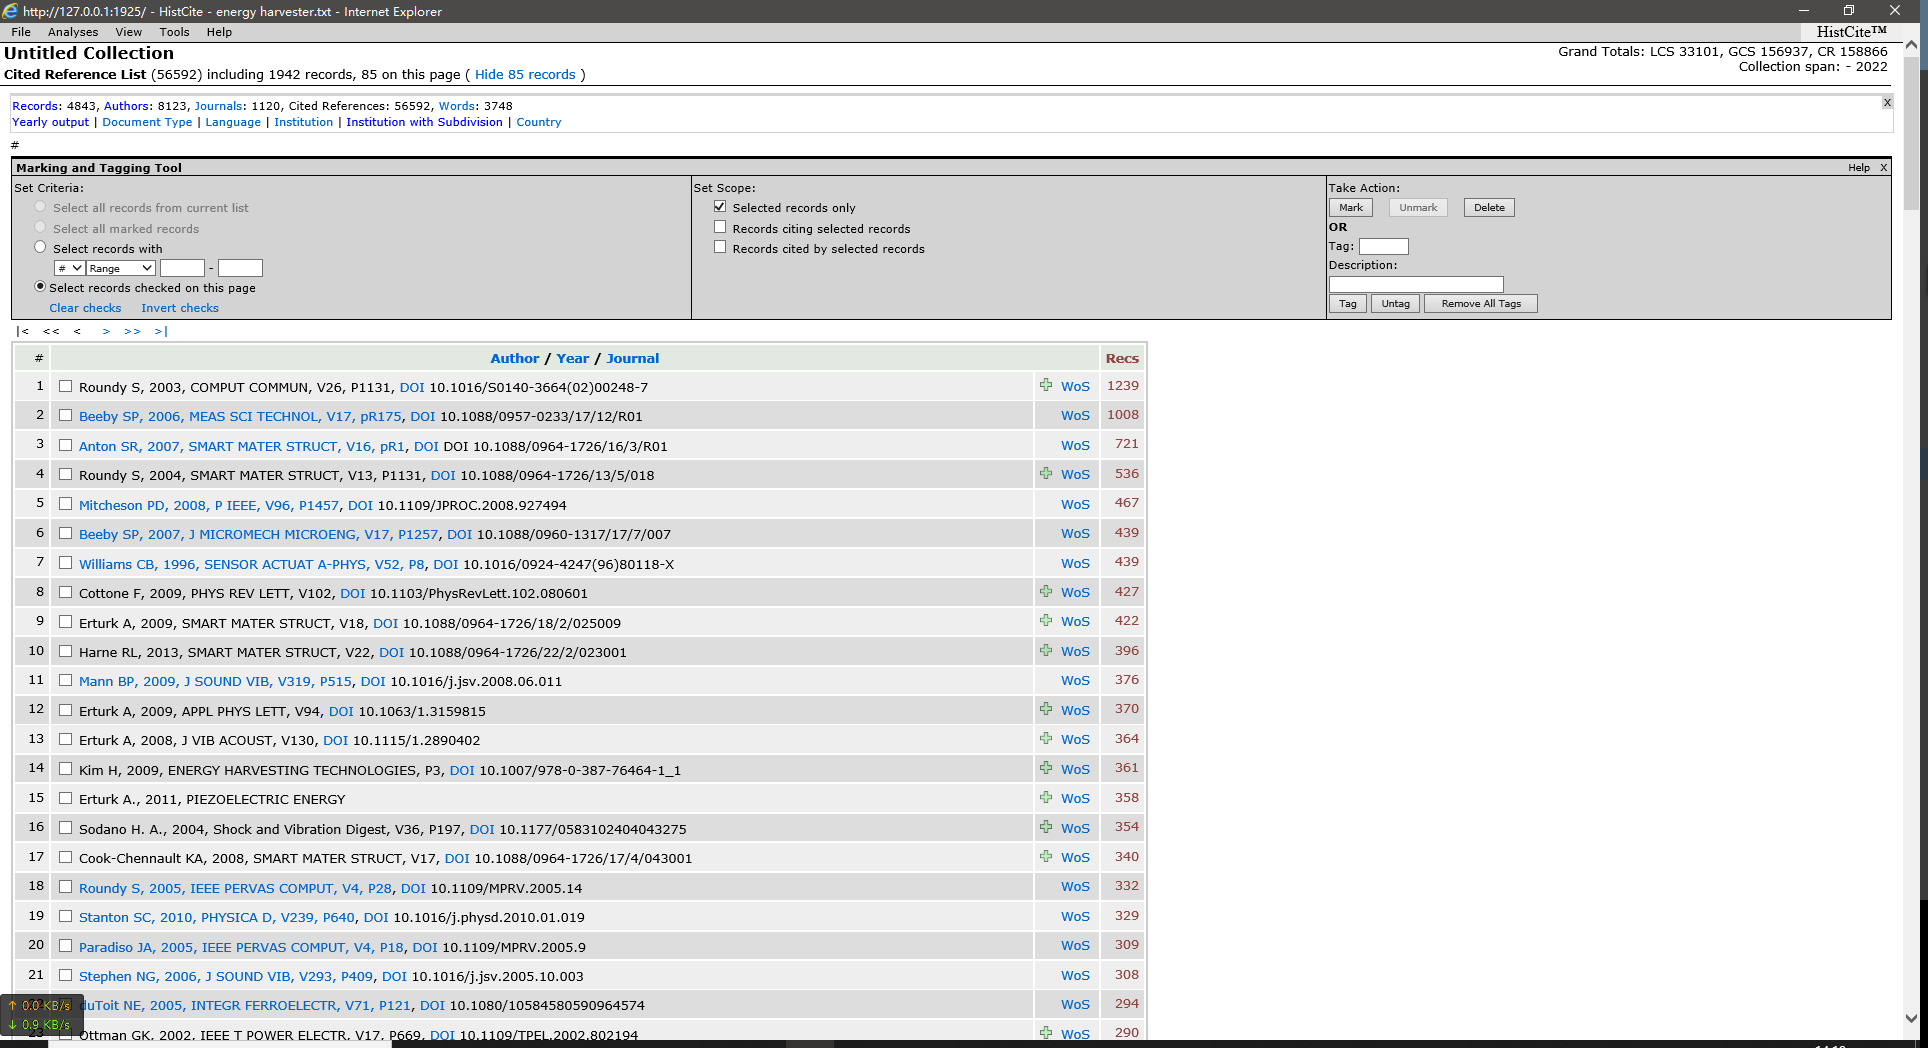 http://127.0.0.1:1925/ - HistCite - energy harvester.txt - Internet Explorer
File Analyses View Tools Help
HistCite™
Untitled Collection
Grand Totals: LCS 33101, GCS 156937, CR 158866
Cited Reference List (56592) including 1942 records, 85 on this page ( Hide 85 records )
Collection span: - 2022
Records: 4843, Authors: 8123, Journals: 1120, Cited References: 56592, Words: 3748
X
Yearly output | Document Type | Language | Institution | Institution with Subdivision | Country
#
Marking and Tagging Tool
Help X
Set Criteria:
Select all records from current list
Select all marked records
Select records with
# Range -
Select records checked on this page
Clear checks Invert checks
Set Scope:
Selected records only
Records citing selected records
Records cited by selected records
Take Action:
Mark Unmark Delete
OR
Tag:
Description:
Tag Untag Remove All Tags
|< << < > >> >|
# Author / Year / Journal Recs
1 Roundy S, 2003, COMPUT COMMUN, V26, P1131, DOI 10.1016/S0140-3664(02)00248-7 WoS 1239
2 Beeby SP, 2006, MEAS SCI TECHNOL, V17, pR175, DOI 10.1088/0957-0233/17/12/R01 WoS 1008
3 Anton SR, 2007, SMART MATER STRUCT, V16, pR1, DOI DOI 10.1088/0964-1726/16/3/R01 WoS 721
4 Roundy S, 2004, SMART MATER STRUCT, V13, P1131, DOI 10.1088/0964-1726/13/5/018 WoS 536
5 Mitcheson PD, 2008, P IEEE, V96, P1457, DOI 10.1109/JPROC.2008.927494 WoS 467
6 Beeby SP, 2007, J MICROMECH MICROENG, V17, P1257, DOI 10.1088/0960-1317/17/7/007 WoS 439
7 Williams CB, 1996, SENSOR ACTUAT A-PHYS, V52, P8, DOI 10.1016/0924-4247(96)80118-X WoS 439
8 Cottone F, 2009, PHYS REV LETT, V102, DOI 10.1103/PhysRevLett.102.080601 WoS 427
9 Erturk A, 2009, SMART MATER STRUCT, V18, DOI 10.1088/0964-1726/18/2/025009 WoS 422
10 Harne RL, 2013, SMART MATER STRUCT, V22, DOI 10.1088/0964-1726/22/2/023001 WoS 396
11 Mann BP, 2009, J SOUND VIB, V319, P515, DOI 10.1016/j.jsv.2008.06.011 WoS 376
12 Erturk A, 2009, APPL PHYS LETT, V94, DOI 10.1063/1.3159815 WoS 370
13 Erturk A, 2008, J VIB ACOUST, V130, DOI 10.1115/1.2890402 WoS 364
14 Kim H, 2009, ENERGY HARVESTING TECHNOLOGIES, P3, DOI 10.1007/978-0-387-76464-1_1 WoS 361
15 Erturk A., 2011, PIEZOELECTRIC ENERGY WoS 358
16 Sodano H. A., 2004, Shock and Vibration Digest, V36, P197, DOI 10.1177/0583102404043275 WoS 354
17 Cook-Chennault KA, 2008, SMART MATER STRUCT, V17, DOI 10.1088/0964-1726/17/4/043001 WoS 340
18 Roundy S, 2005, IEEE PERVAS COMPUT, V4, P28, DOI 10.1109/MPRV.2005.14 WoS 332
19 Stanton SC, 2010, PHYSICA D, V239, P640, DOI 10.1016/j.physd.2010.01.019 WoS 329
20 Paradiso JA, 2005, IEEE PERVAS COMPUT, V4, P18, DOI 10.1109/MPRV.2005.9 WoS 309
21 Stephen NG, 2006, J SOUND VIB, V293, P409, DOI 10.1016/j.jsv.2005.10.003 WoS 308
duToit NE, 2005, INTEGR FERROELECTR, V71, P121, DOI 10.1080/10584580590964574 WoS 294
Ottman GK, 2002, IEEE T POWER ELECTR, V17, P669, DOI 10.1109/TPEL.2002.802194 WoS 290
↑ 0.0 KB/s
↓ 0.9 KB/s